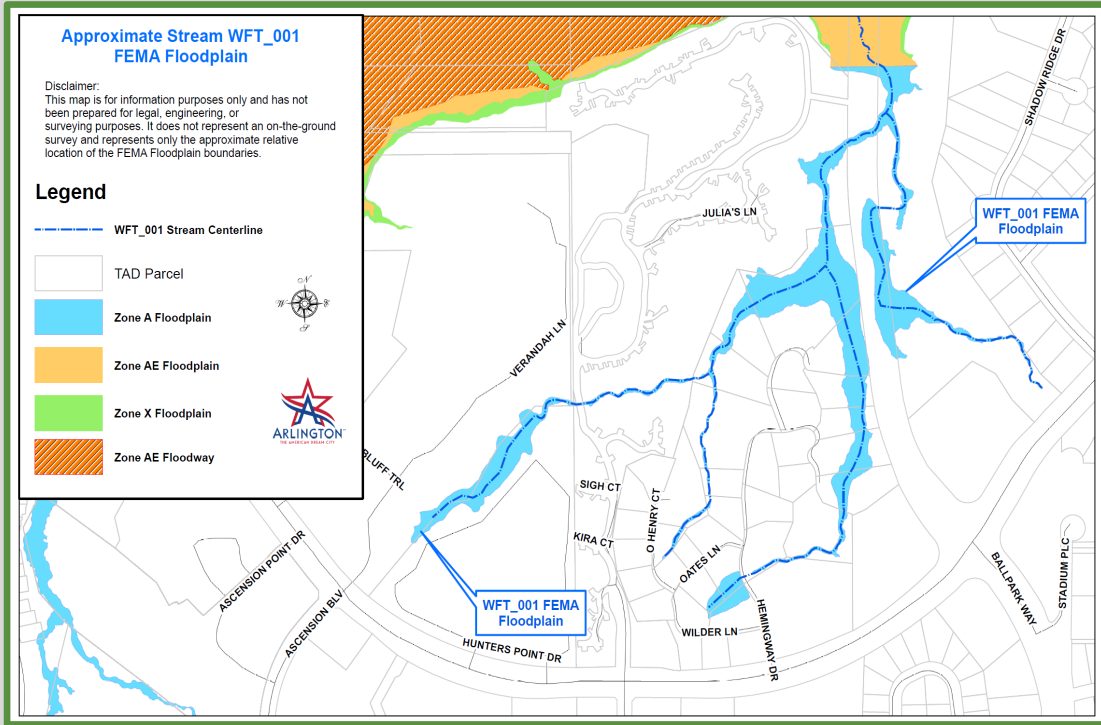 Approximate Stream WFT_001
FEMA Floodplain
Disclaimer:
This map is for information purposes only and has not
been prepared for legal, engineering, or
surveying purposes. It does not represent an on-the-ground
survey and represents only the approximate relative
location of the FEMA Floodplain boundaries.
Legend
WFT_001 Stream Centerline
TAD Parcel
Zone A Floodplain
Zone AE Floodplain
Zone X Floodplain
Zone AE Floodway
N
W E
S
ARLINGTON
THE AMERICAN DREAM CITY
SHADOW RIDGE DR
JULIA'S LN
WFT_001 FEMA
Floodplain
VERANDAH LN
BLUFF TRL
SIGH CT
O HENRY CT
KIRA CT
OATES LN
ASCENSION POINT DR
ASCENSION BLV
WFT_001 FEMA
Floodplain
HUNTERS POINT DR
WILDER LN
HEMINGWAY DR
BALLPARK WAY
STADIUM PLC